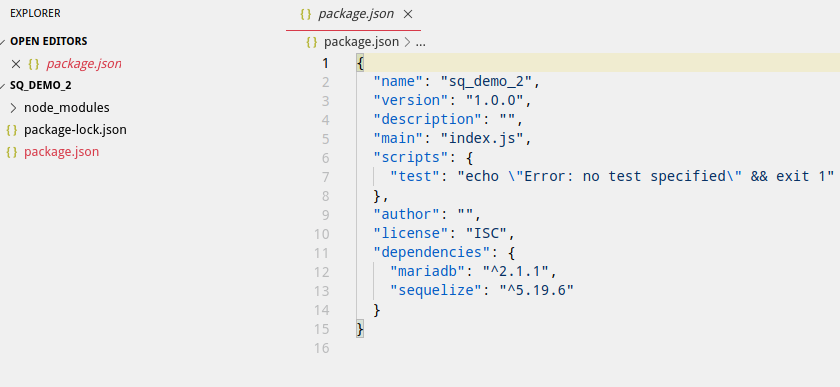 EXPLORER
OPEN EDITORS
package.json
SQ_DEMO_2
node_modules
{} package-lock.json
{} package.json
{} package.json ×
{} package.json > ...
1 {
2 "name": "sq_demo_2",
3 "version": "1.0.0",
4 "description": "",
5 "main": "index.js",
6 "scripts": {
7 "test": "echo \"Error: no test specified\" && exit 1"
8 },
9 "author": "",
10 "license": "ISC",
11 "dependencies": {
12 "mariadb": "^2.1.1",
13 "sequelize": "^5.19.6"
14 }
15 }
16